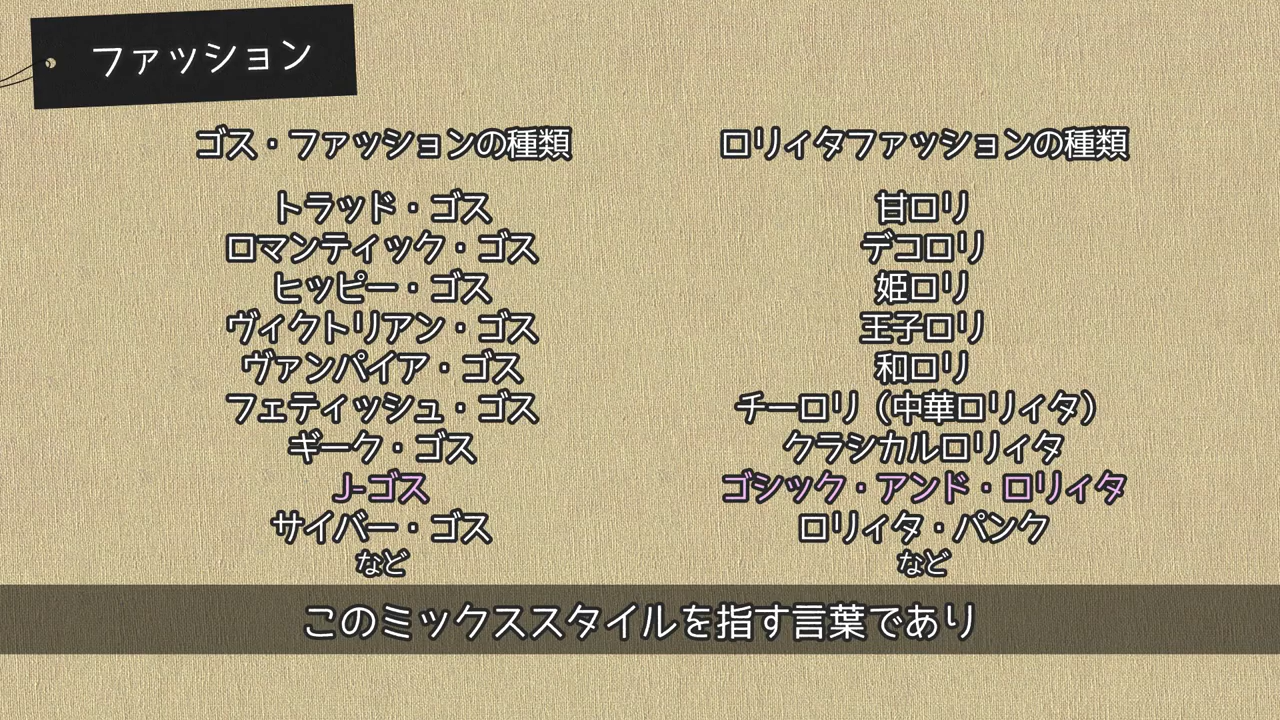 ファッション
ゴス・ファッションの種類
トラッド・ゴス
ロマンティック・ゴス
ヒッピー・ゴス
ヴィクトリアン・ゴス
ヴァンパイア・ゴス
フェティッシュ・ゴス
ギーク・ゴス
J-ゴス
サイバー・ゴス
など
ロリィタファッションの種類
甘ロリ
デコロリ
姫ロリ
王子ロリ
和ロリ
チーロリ（中華ロリィタ）
クラシカルロリィタ
ゴシック・アンド・ロリィタ
ロリィタ・パンク
など
このミックススタイルを指す言葉であり